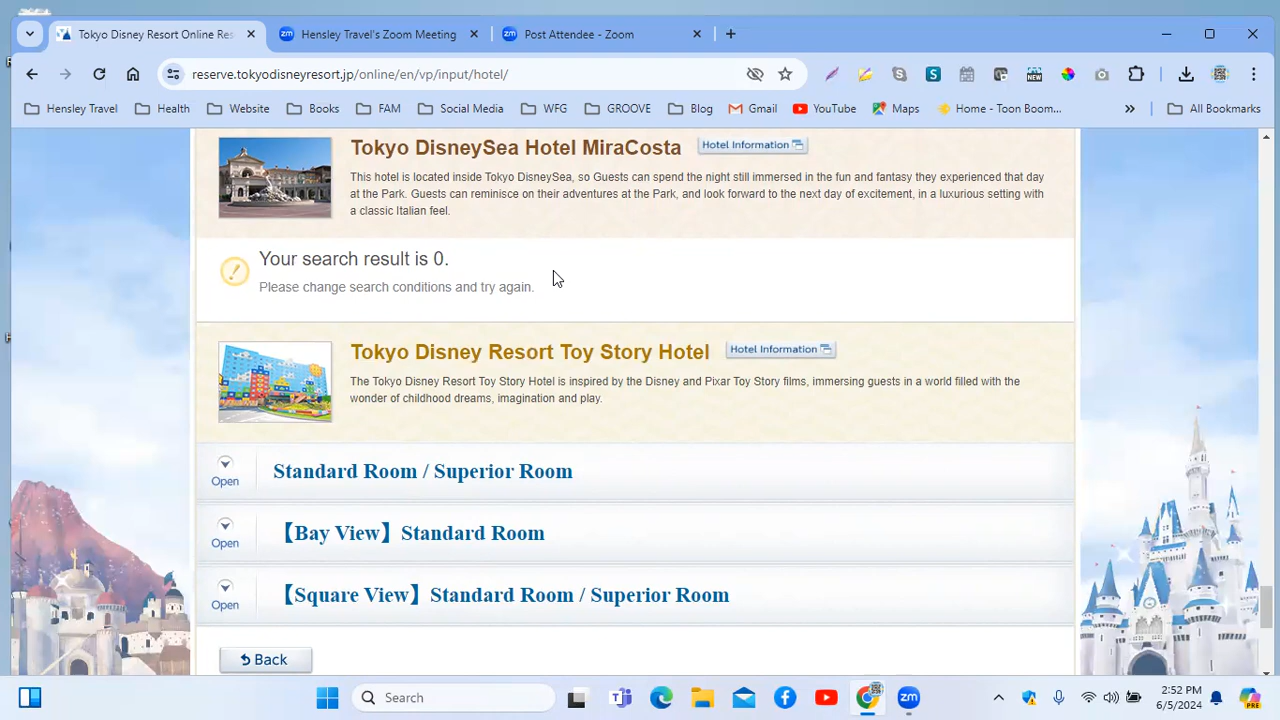 Tokyo Disney Resort Online Res
Hensley Travel's Zoom Meeting
Post Attendee - Zoom
reserve.tokyodisneyresort.jp/online/en/vp/input/hotel/
Hensley Travel
Health
Website
Books
FAM
Social Media
WFG
GROOVE
Blog
Gmail
YouTube
Maps
Home - Toon Boom...
»
All Bookmarks
Tokyo DisneySea Hotel MiraCosta
Hotel Information
This hotel is located inside Tokyo DisneySea, so Guests can spend the night still immersed in the fun and fantasy they experienced that day
at the Park. Guests can reminisce on their adventures at the Park, and look forward to the next day of excitement, in a luxurious setting with
a classic Italian feel.
Your search result is 0.
Please change search conditions and try again.
Tokyo Disney Resort Toy Story Hotel
Hotel Information
The Tokyo Disney Resort Toy Story Hotel is inspired by the Disney and Pixar Toy Story films, immersing guests in a world filled with the
wonder of childhood dreams, imagination and play.
Open
Standard Room / Superior Room
Open
【Bay View】Standard Room
Open
【Square View】Standard Room / Superior Room
Back
Search
2:52 PM
6/5/2024